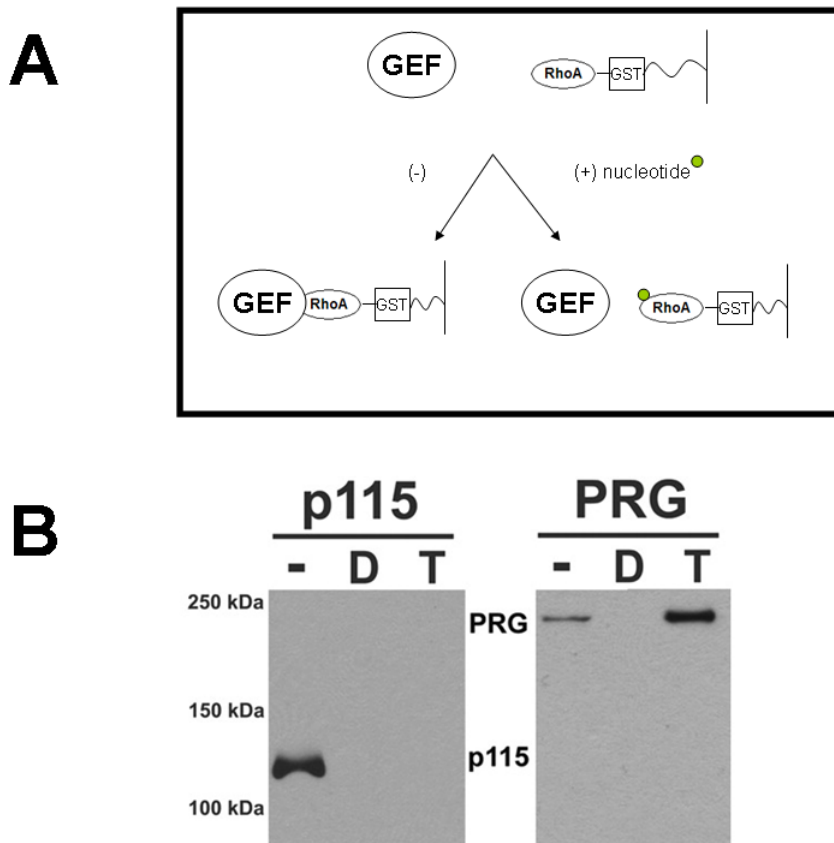 A
GEF RhoA GST
(-) (+) nucleotide
GEF RhoA GST GEF RhoA GST
B
p115 PRG
- D T - D T
250 kDa PRG
150 kDa
p115
100 kDa